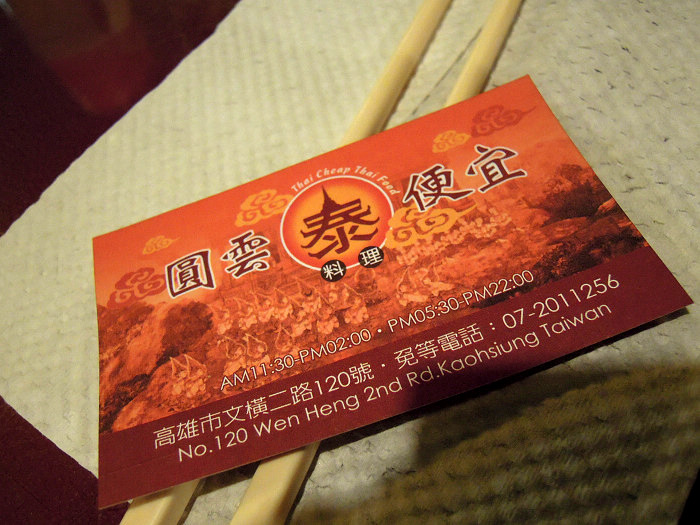 Thai Cheap Thai Food
圓雲泰便宜
料理
AM11:30-PM02:00・PM05:30-PM22:00
高雄市文橫二路120號・免等電話：07-2011256
No.120 Wen Heng 2nd Rd.Kaohsiung Taiwan